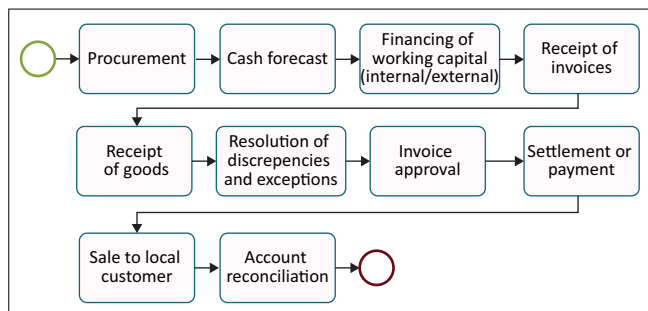 Procurement
Cash forecast
Financing of
working capital
(internal/external)
Receipt of
invoices
Receipt
of goods
Resolution of
discrepencies
and exceptions
Invoice
approval
Settlement or
payment
Sale to local
customer
Account
reconciliation